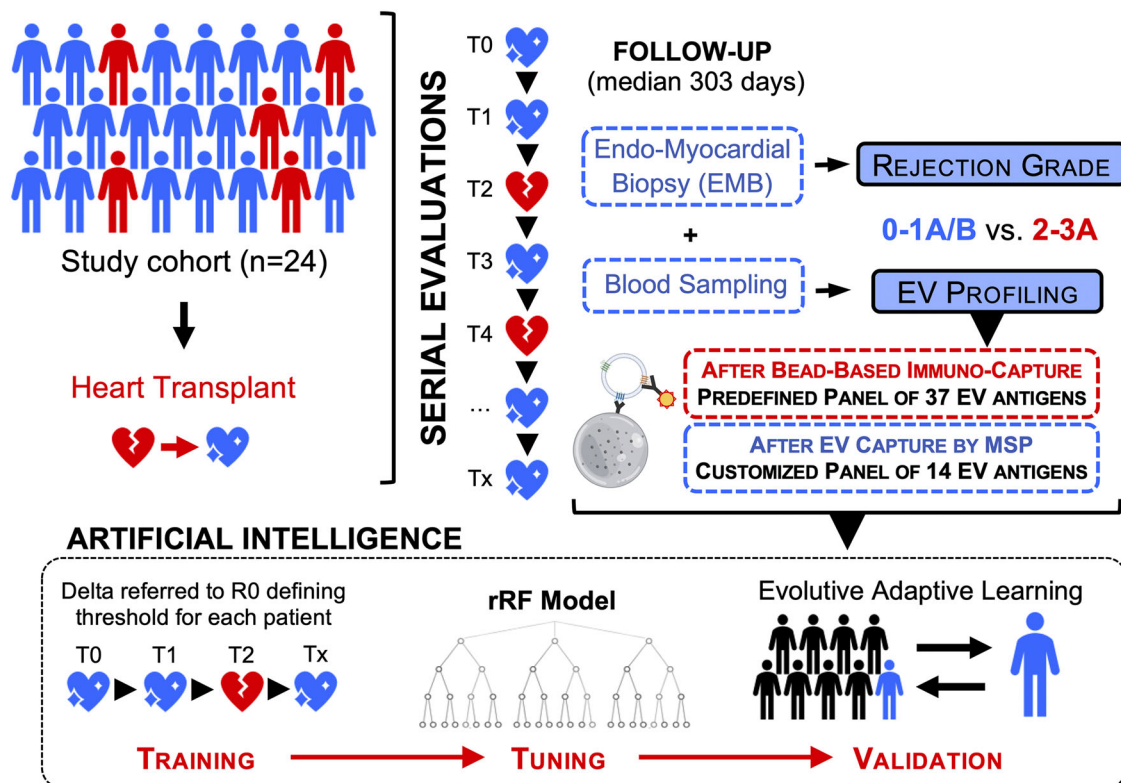 Study cohort (n=24)
Heart Transplant
SERIAL EVALUATIONS
T0
T1
T2
T3
T4
...
Tx
FOLLOW-UP
(median 303 days)
Endo-Myocardial
Biopsy (EMB)
REJECTION GRADE
0-1A/B vs. 2-3A
+
Blood Sampling
EV PROFILING
AFTER BEAD-BASED IMMUNO-CAPTURE
PREDEFINED PANEL OF 37 EV ANTIGENS
AFTER EV CAPTURE BY MSP
CUSTOMIZED PANEL OF 14 EV ANTIGENS
ARTIFICIAL INTELLIGENCE
Delta referred to R0 defining
threshold for each patient
T0 T1 T2 Tx
rRF Model
Evolutive Adaptive Learning
TRAINING TUNING VALIDATION